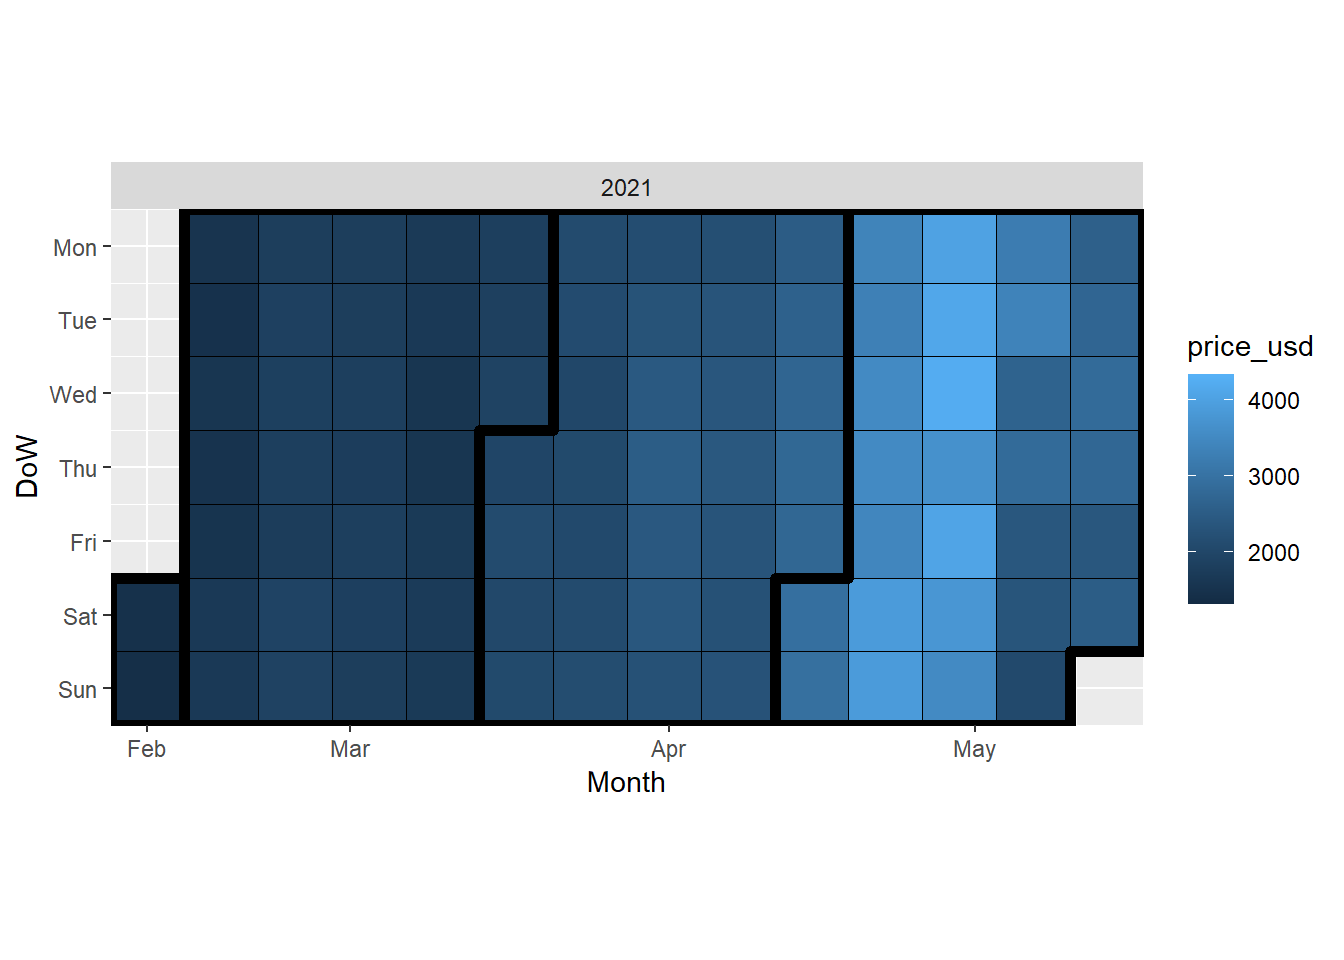 2021
Mon
Tue
Wed
Thu
Fri
Sat
Sun
DoW
Feb Mar Apr May
Month
price_usd
4000
3000
2000